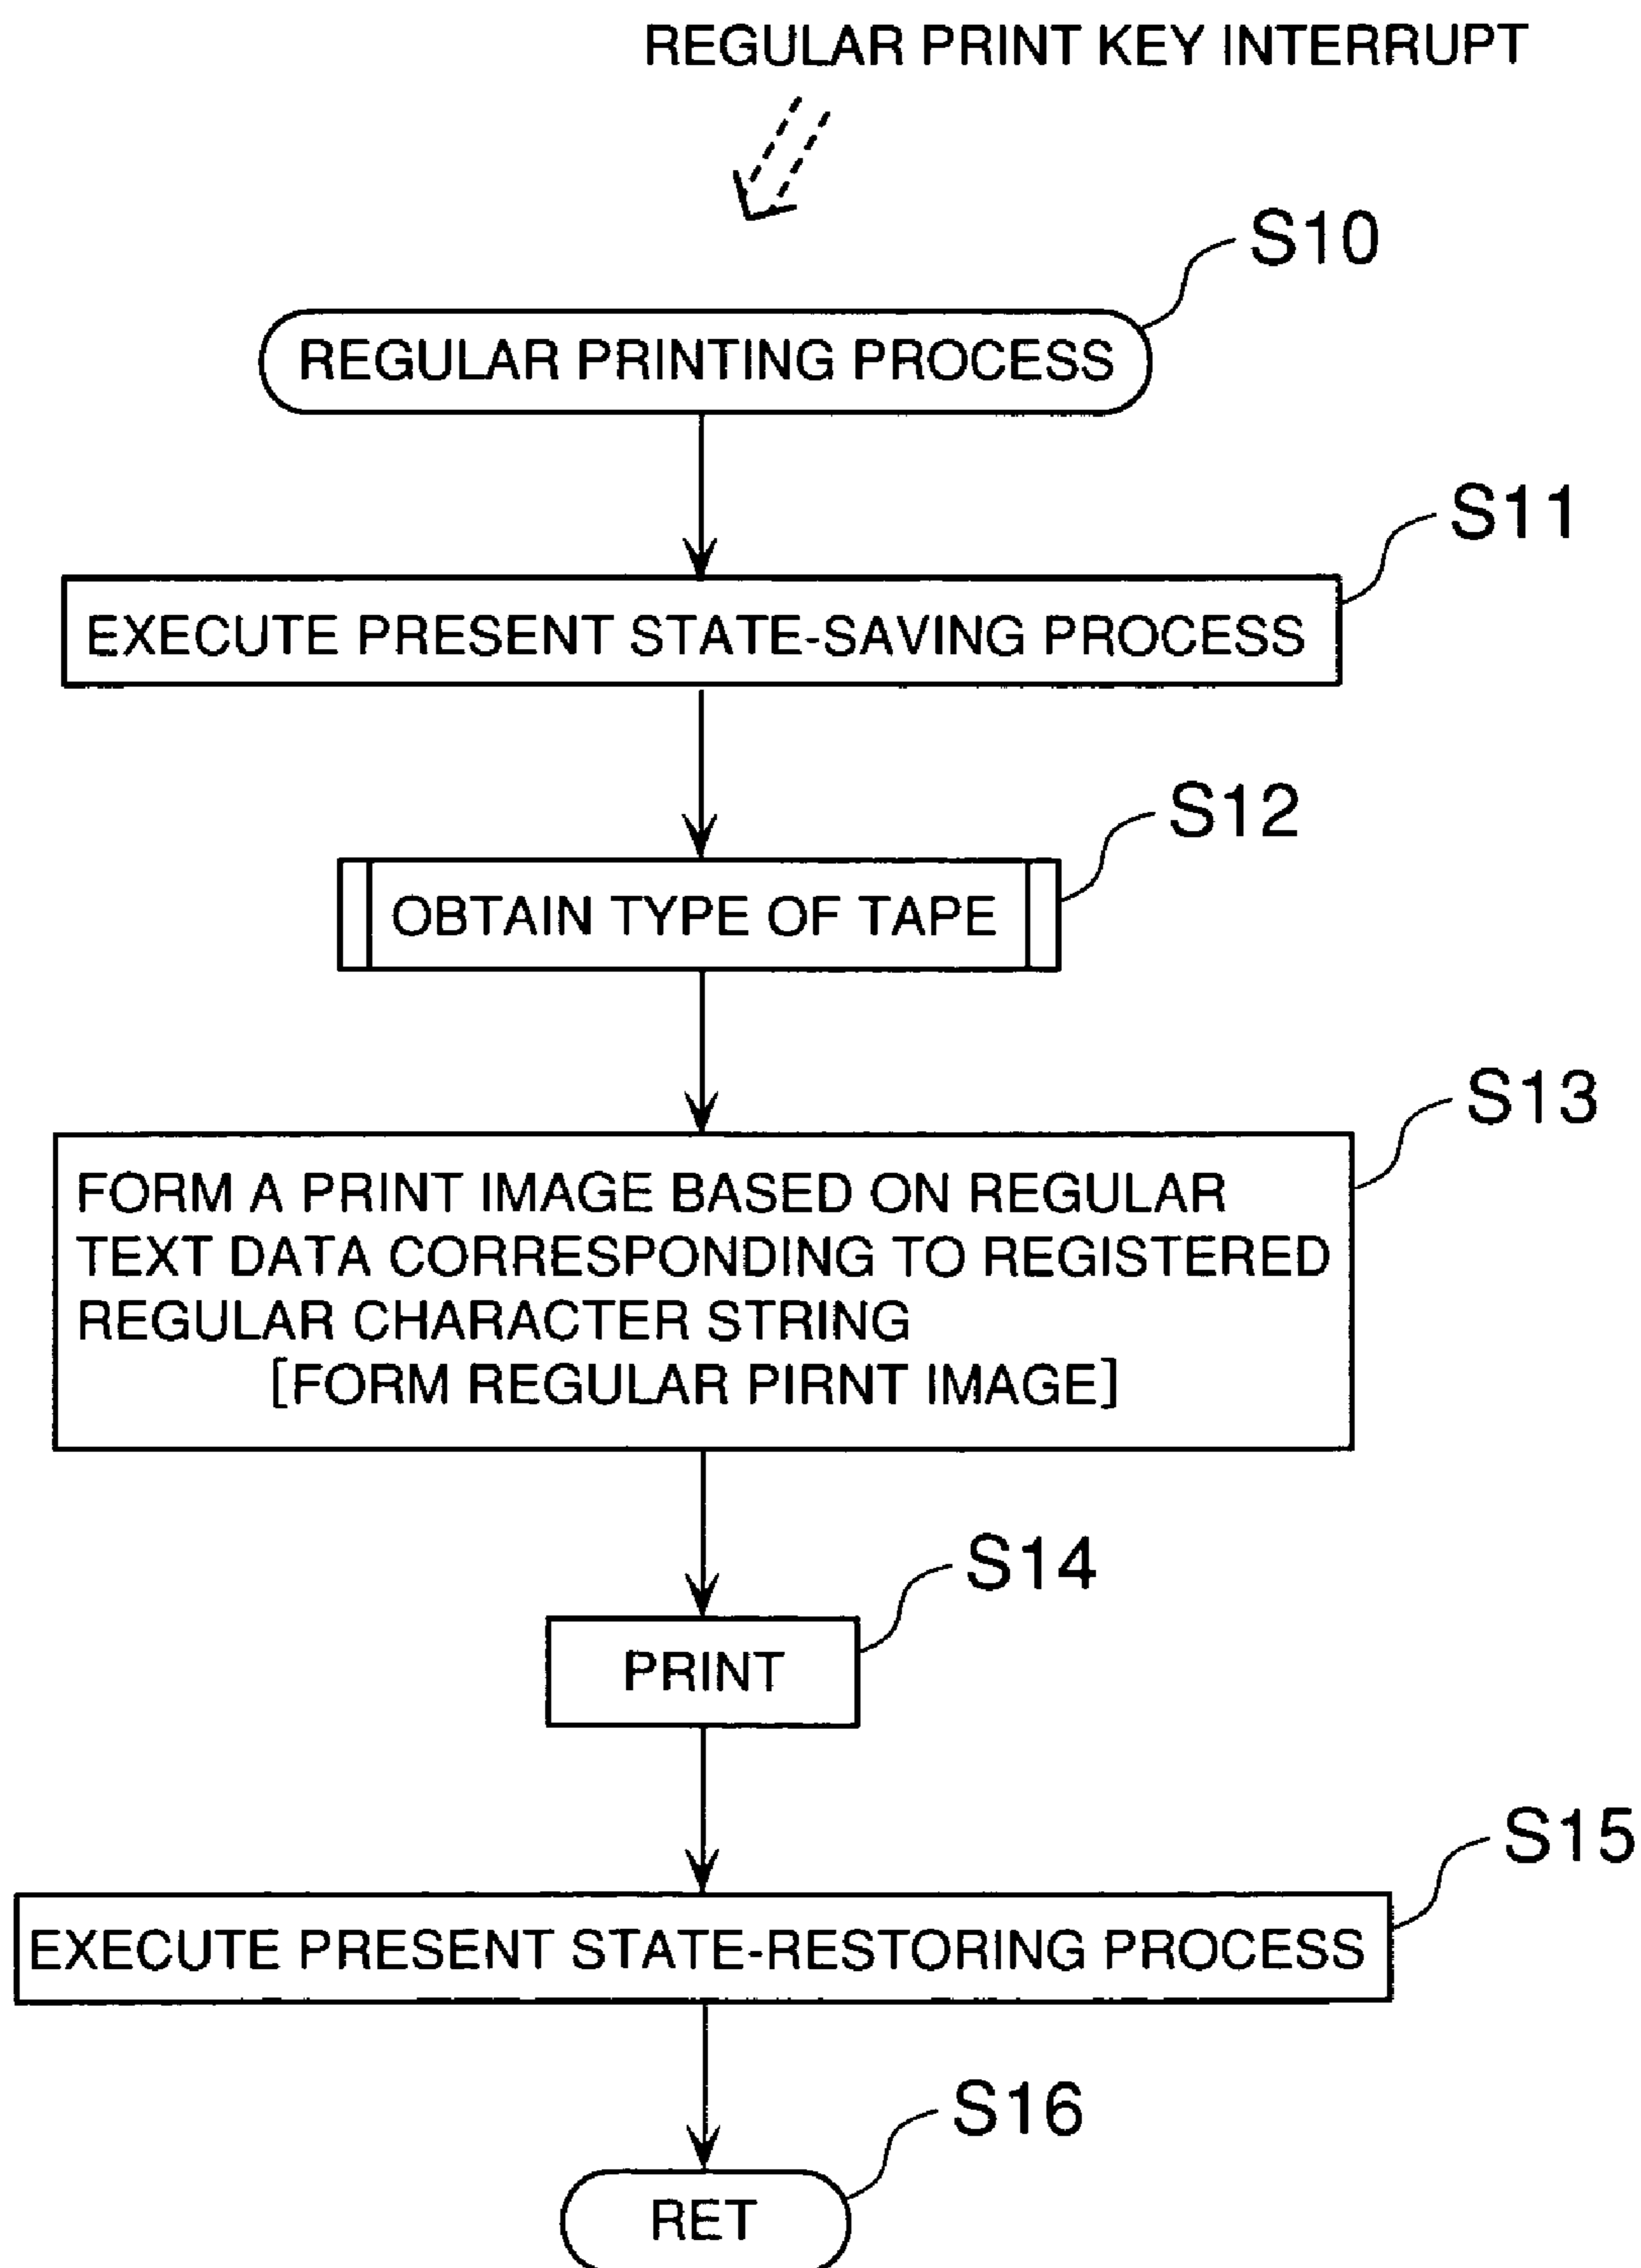 REGULAR PRINT KEY INTERRUPT
S10
REGULAR PRINTING PROCESS
S11
EXECUTE PRESENT STATE-SAVING PROCESS
S12
OBTAIN TYPE OF TAPE
S13
FORM A PRINT IMAGE BASED ON REGULAR
TEXT DATA CORRESPONDING TO REGISTERED
REGULAR CHARACTER STRING
[FORM REGULAR PIRNT IMAGE]
S14
PRINT
S15
EXECUTE PRESENT STATE-RESTORING PROCESS
S16
RET